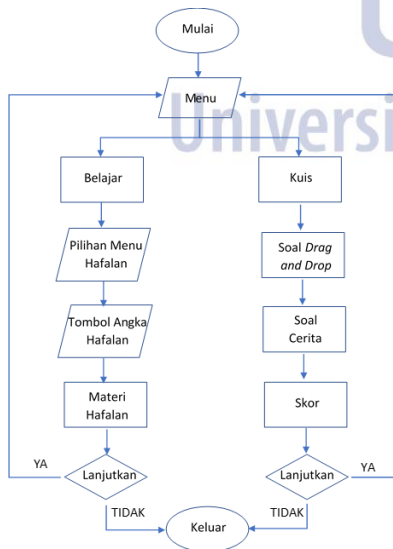 Mulai
Menu
Universi
Belajar
Pilihan Menu
Hafalan
Tombol Angka
Hafalan
Materi
Hafalan
YA
Lanjutkan
TIDAK
Kuis
Soal Drag
and Drop
Soal
Cerita
Skor
Lanjutkan
YA
TIDAK
Keluar